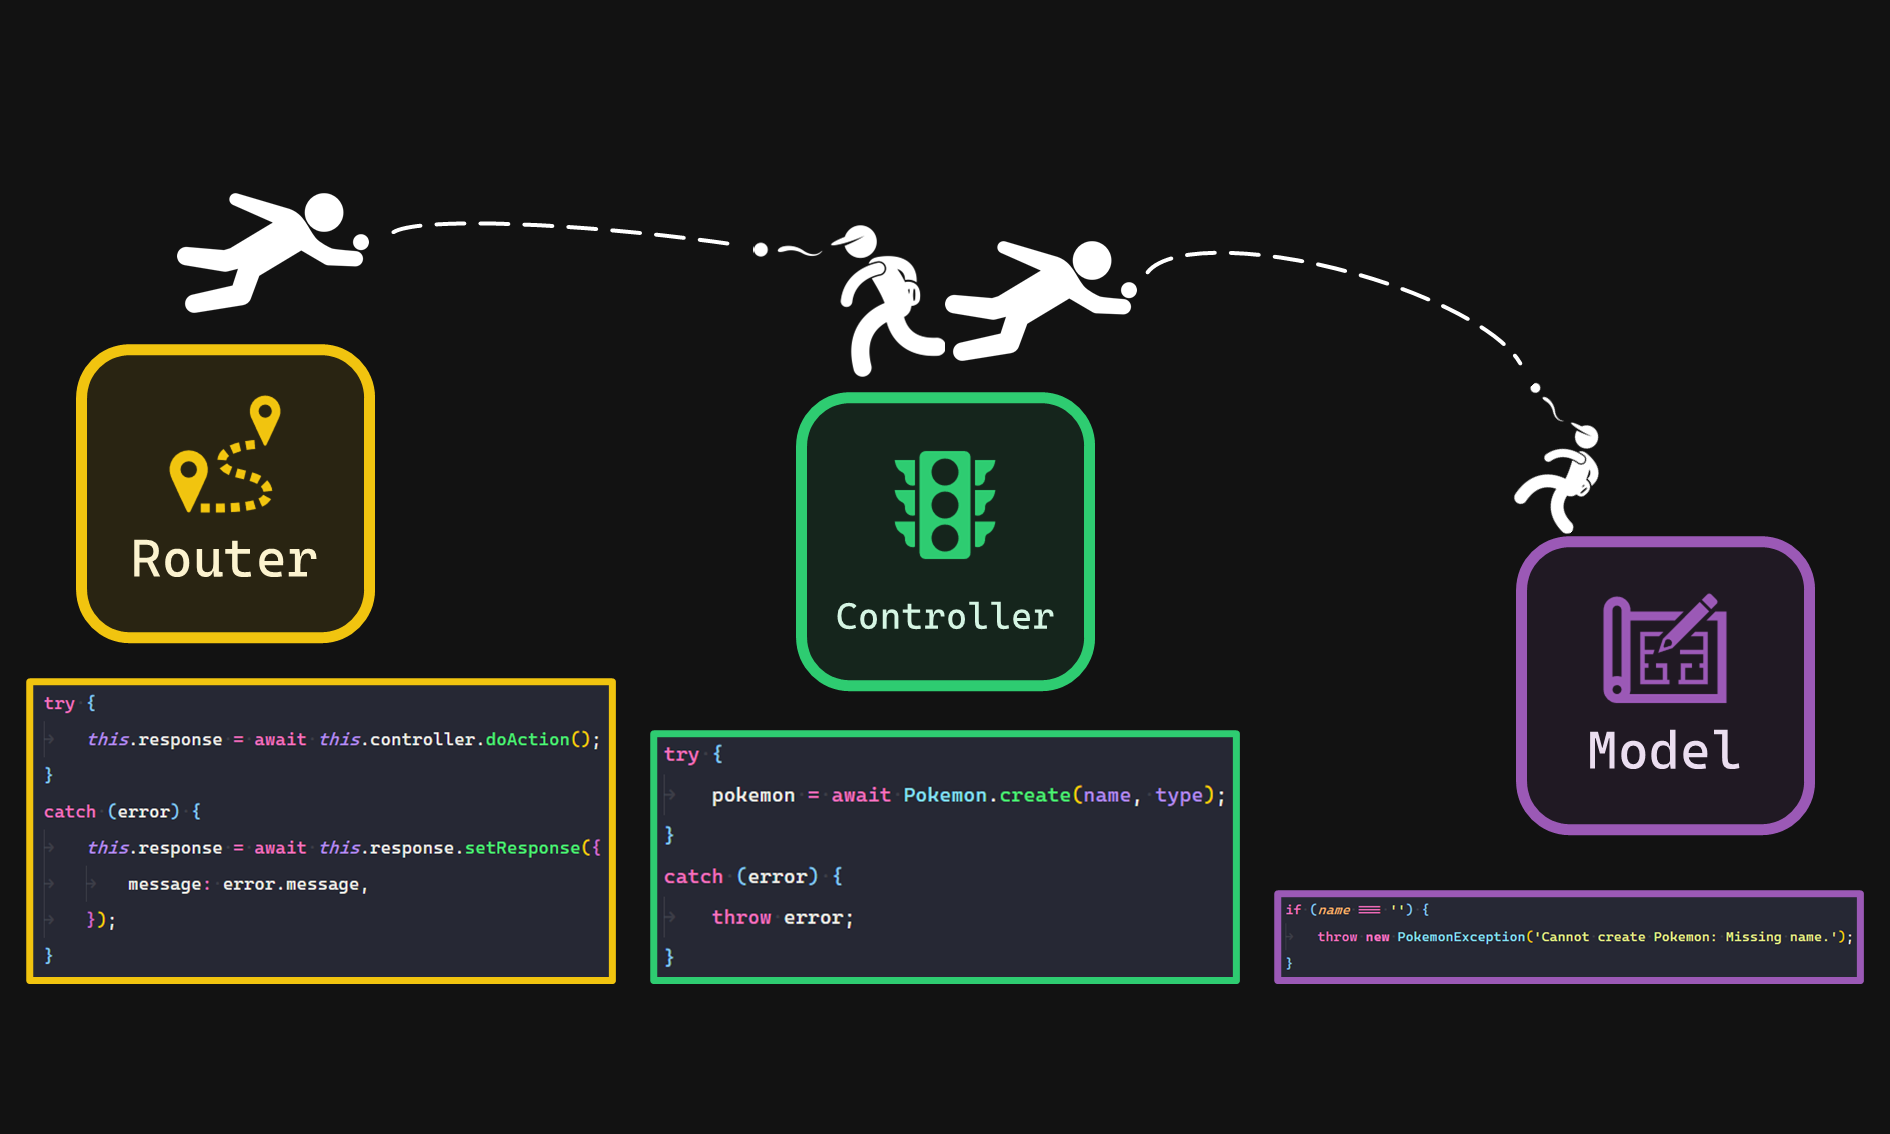 Router
try {
    this.response = await this.controller.doAction();
}
catch (error) {
    this.response = await this.response.setResponse({
        message: error.message,
    });
}
Controller
try {
    pokemon = await Pokemon.create(name, type);
}
catch (error) {
    throw error;
}
Model
if (name === '') {
    throw new PokemonException('Cannot create Pokemon: Missing name.');
}